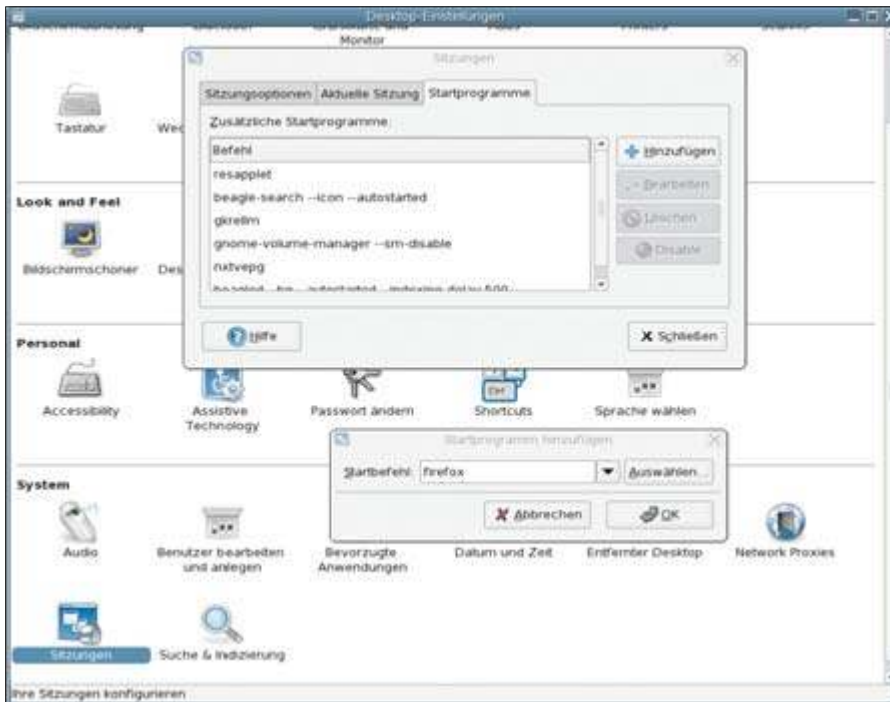 Desktop-Einstellungen
Monitor
Sitzungen
Sitzungsoptionen Aktuelle Sitzung Startprogramme
Tastatur
Zusätzliche Startprogramme:
Befehl
Hinzufügen
resapplet
Bearbeiten
beagle-search --icon --autostarted
Look and Feel
gkrellm
Löschen
gnome-volume-manager --sm-disable
Disable
Bildschirmschoner
nxtvepg
Hilfe
Schließen
Personal
Accessibility
Assistive
Technology
Passwort ändern
Shortcuts
Sprache wählen
Startprogramm hinzufügen
Startbefehl: firefox
Auswählen...
System
Abbrechen
OK
Audio
Benutzer bearbeiten
und anlegen
Bevorzugte
Anwendungen
Datum und Zeit
Entfernter Desktop
Network Proxies
Sitzungen
Suche & Indizierung
Ihre Sitzungen konfigurieren